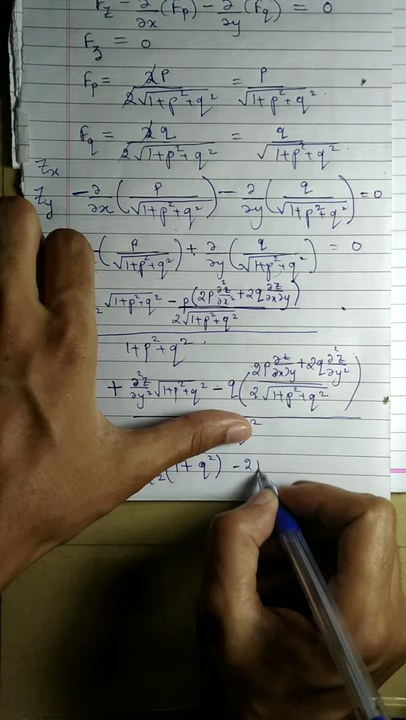 F_z - ∂/∂x (F_p) - ∂/∂y (F_q) = 0
F_z = 0
F_p = 2p / 2√1+p²+q² = p / √1+p²+q².
F_q = 2q / 2√1+p²+q² = q / √1+p²+q².
z_x
z_y - ∂/∂x (p / √1+p²+q²) - ∂/∂y (q / √1+p²+q²) = 0
(p / √1+p²+q²) + ∂/∂y (q / √1+p²+q²) = 0
√1+p²+q² - p(2p ∂²z/∂x² + 2q ∂²z/∂x∂y) / 2√1+p²+q²
1+p²+q².
+ ∂²z/∂y² √1+p²+q² - q(2p ∂²z/∂x∂y + 2q ∂²z/∂y² / 2√1+p²+q²)
(1+q²) - 2